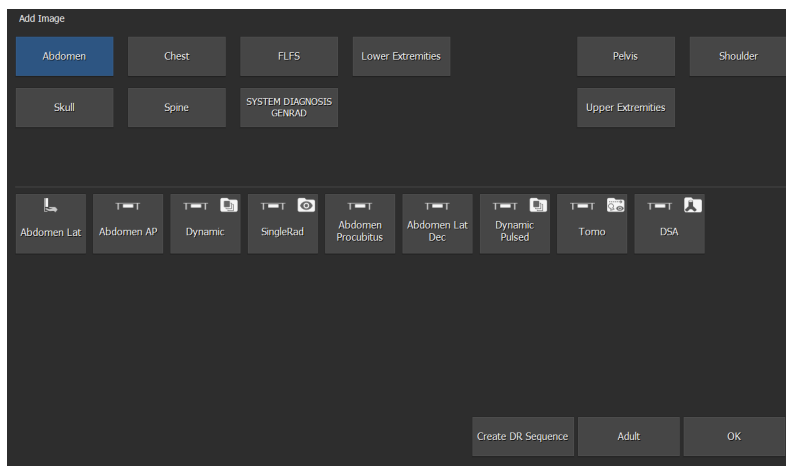 Add Image
Abdomen
Chest
FLFS
Lower Extremities
Pelvis
Shoulder
Skull
Spine
SYSTEM DIAGNOSIS
GENRAD
Upper Extremities
Abdomen Lat
Abdomen AP
Dynamic
SingleRad
Abdomen
Procubitus
Abdomen Lat
Dec
Dynamic
Pulsed
Tomo
DSA
Create DR Sequence
Adult
OK